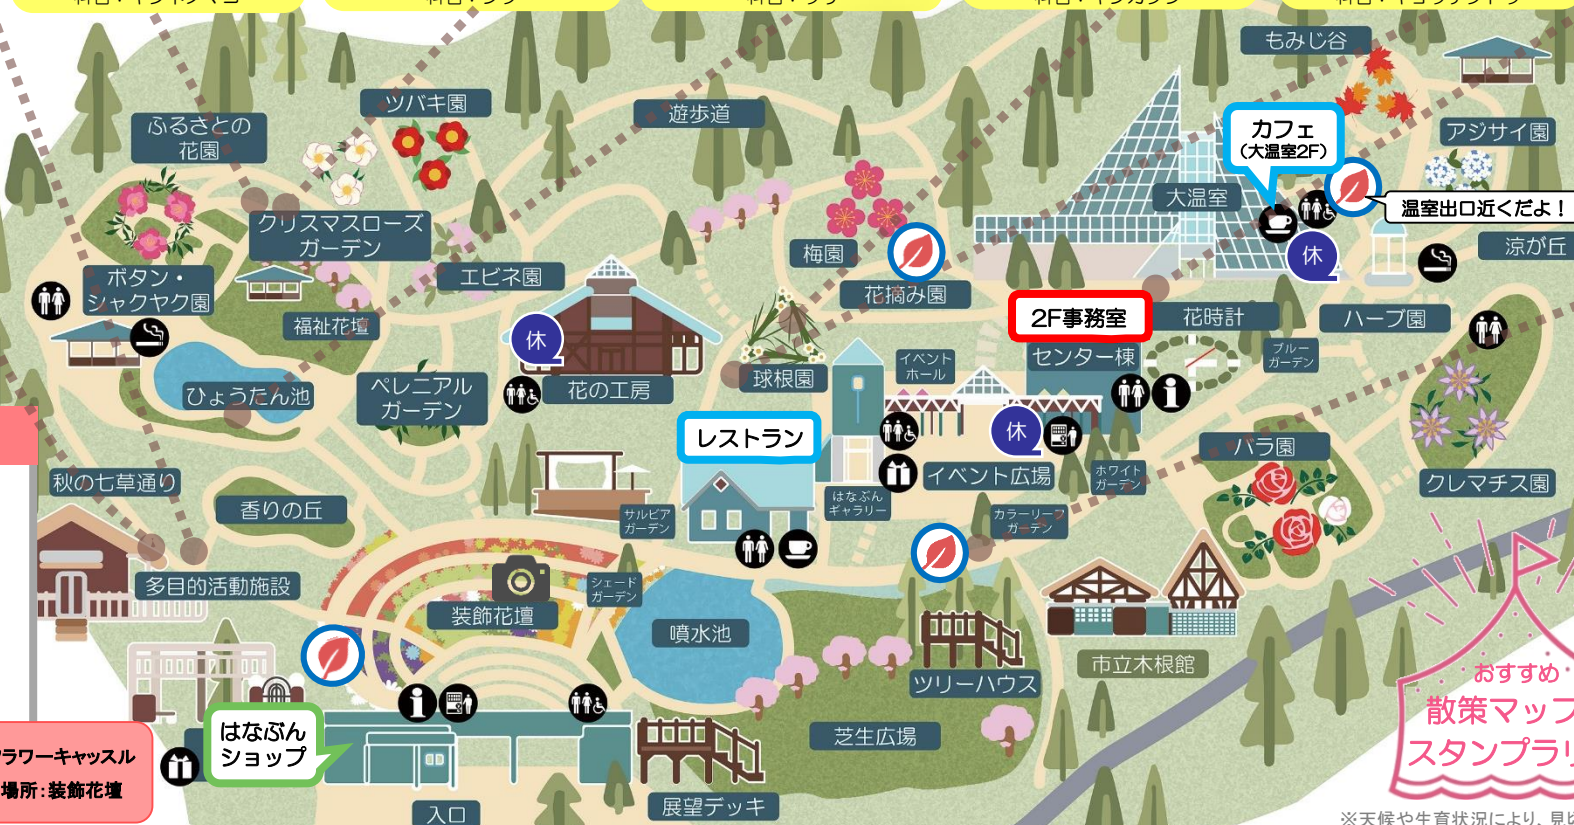 もみじ谷
ツバキ園
遊歩道
ふるさとの
花園
カフェ
(大温室2F)
アジサイ園
大温室
温室出口近くだよ！
クリスマスローズ
ガーデン
梅園
涼が丘
ボタン・
シャクヤク園
エビネ園
休
花摘み園
2F事務室
花時計
ハーブ園
福祉花壇
休
イベント
ホール
センター棟
ブルー
ガーデン
ひょうたん池
ペレニアル
ガーデン
花の工房
球根園
レストラン
休
バラ園
秋の七草通り
イベント広場
ホワイト
ガーデン
クレマチス園
香りの丘
サルビア
ガーデン
はなぶん
ギャラリー
カラーリーフ
ガーデン
多目的活動施設
シェード
ガーデン
装飾花壇
噴水池
市立木根館
ツリーハウス
おすすめ
散策マップ
スタンプラリ
はなぶん
ショップ
芝生広場
フラワーキャッスル
場所：装飾花壇
入口
展望デッキ